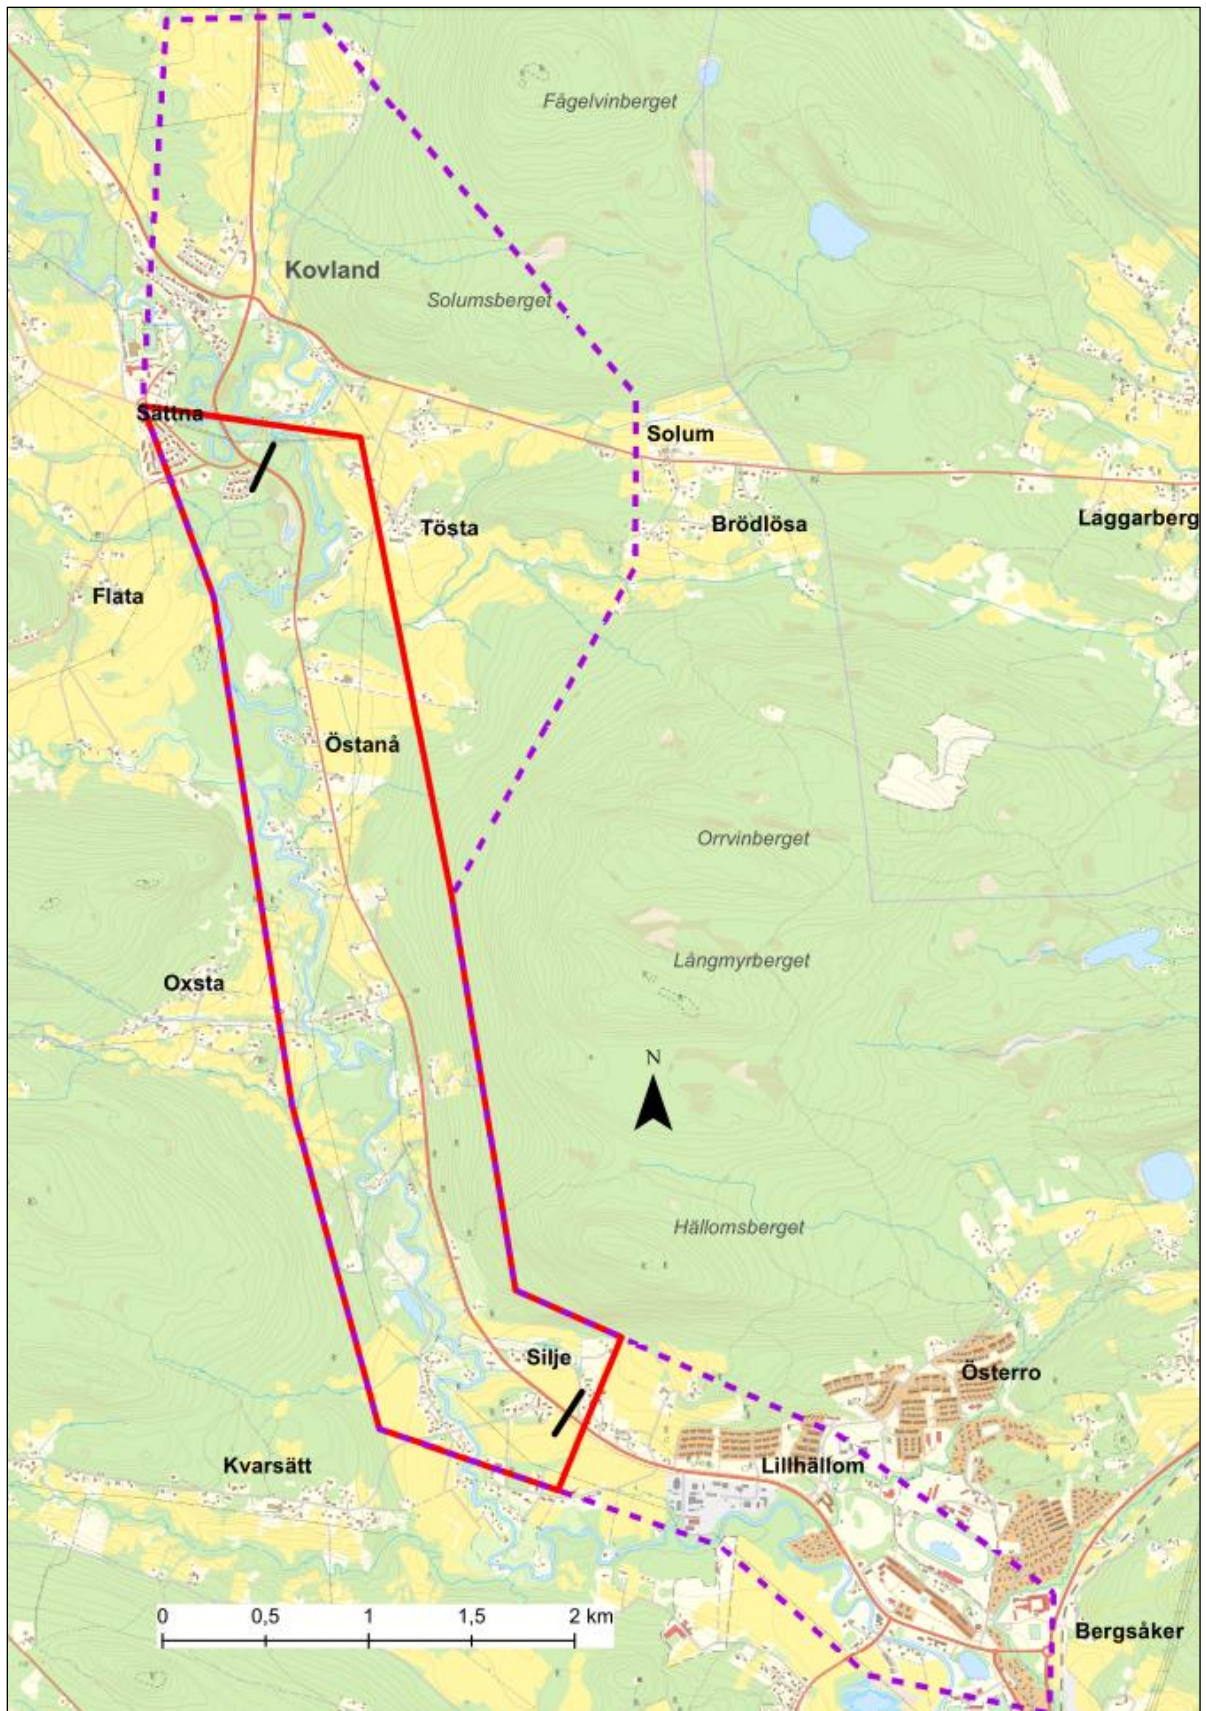 Fågelvinberget
Kovland
Solumsberget
Sättna
Solum
Tösta
Brödlösa
Laggarberg
Flata
Östanå
Orrvinberget
Oxsta
Långmyrberget
N
Hällomsberget
Silje
Österro
Kvarsätt
Lillhällom
0 0,5 1 1,5 2 km
Bergsåker